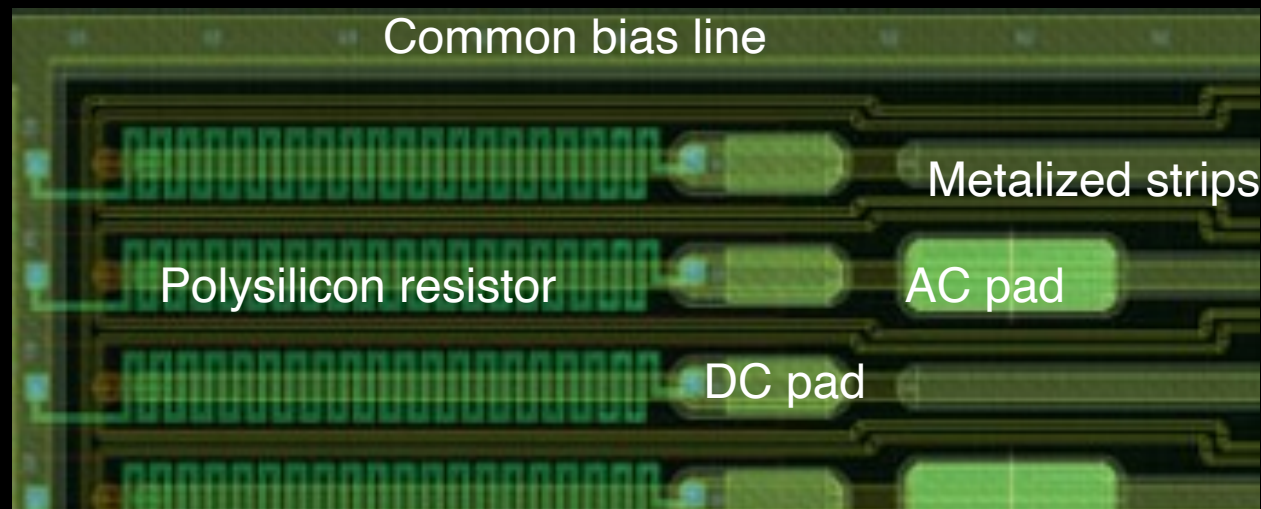 Common bias line
Metalized strips
Polysilicon resistor
AC pad
DC pad